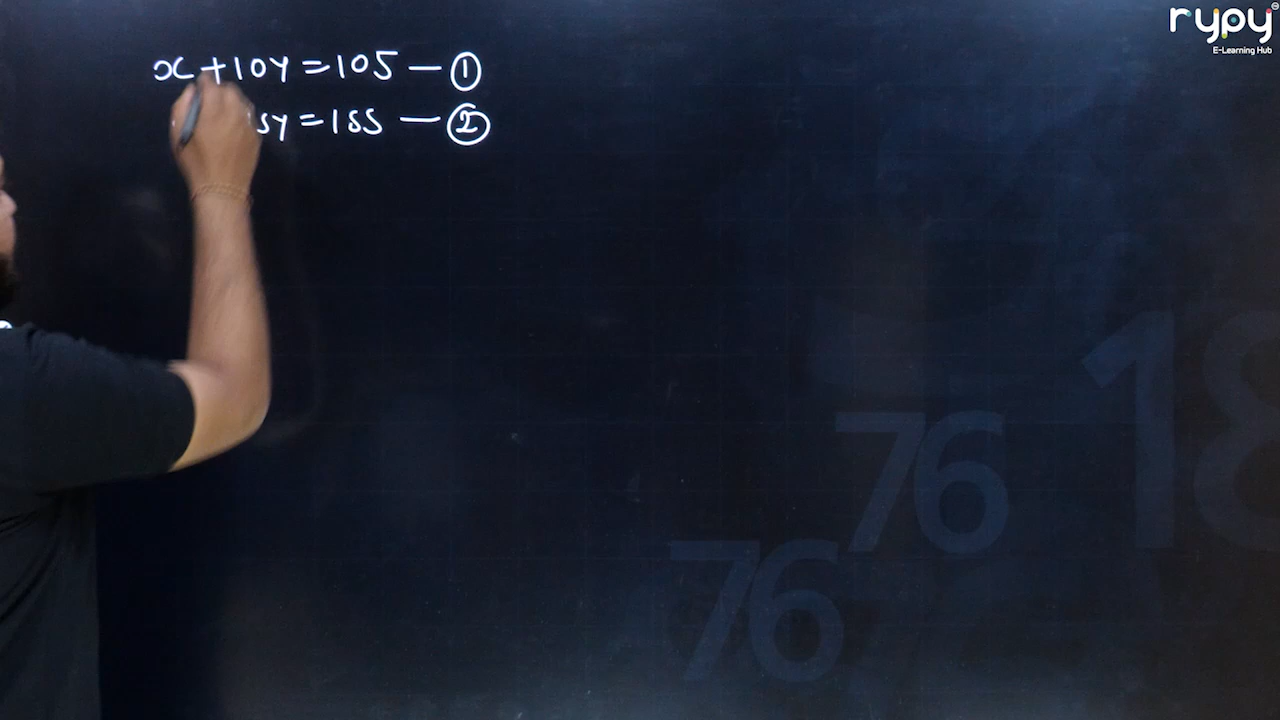 x + 10y = 105 — ①
5y = 155 — ②
rypy
E-Learning Hub
76
76
18